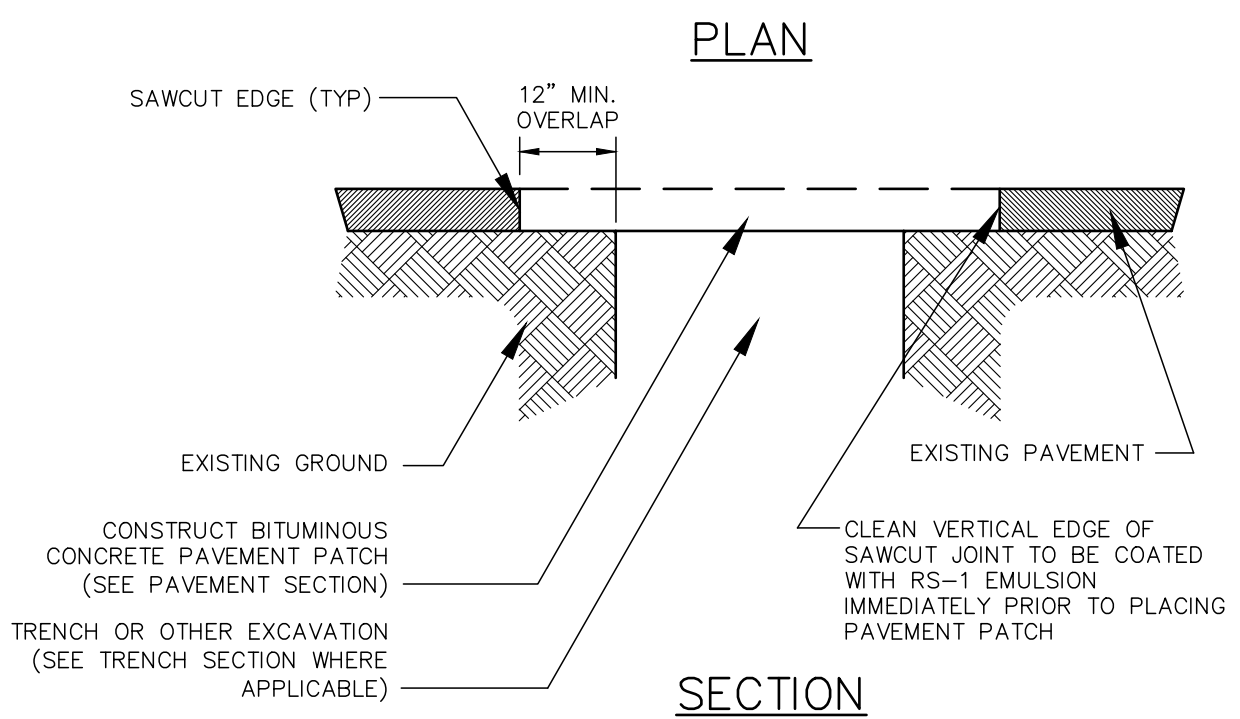 PLAN
SAWCUT EDGE (TYP)
12” MIN.
OVERLAP
EXISTING GROUND
EXISTING PAVEMENT
CONSTRUCT BITUMINOUS
CONCRETE PAVEMENT PATCH
(SEE PAVEMENT SECTION)
CLEAN VERTICAL EDGE OF
SAWCUT JOINT TO BE COATED
WITH RS-1 EMULSION
IMMEDIATELY PRIOR TO PLACING
PAVEMENT PATCH
TRENCH OR OTHER EXCAVATION
(SEE TRENCH SECTION WHERE
APPLICABLE)
SECTION